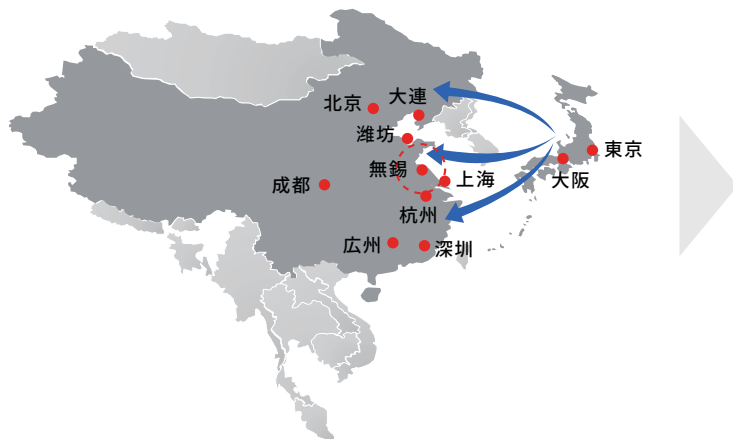 北京
大連
濰坊
無錫
上海
成都
杭州
広州
深圳
東京
大阪